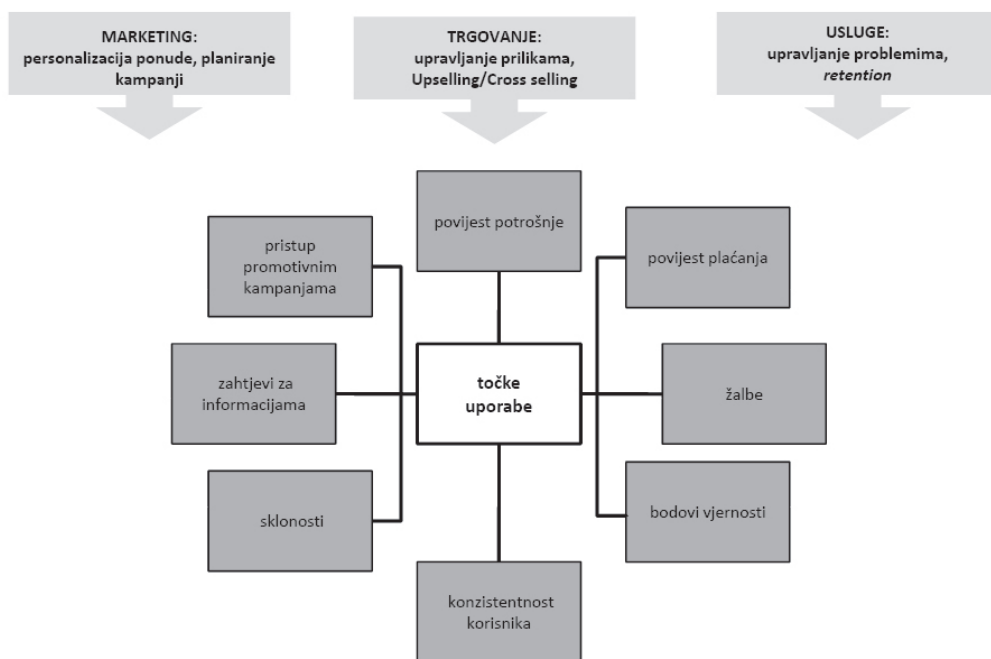 MARKETING:
personalizacija ponude, planiranje
kampanji
TRGOVANJE:
upravljanje prilikama,
Upselling/Cross selling
USLUGE:
upravljanje problemima,
retention
povijest potrošnje
pristup
promotivnim
kampanjama
povijest plaćanja
zahtjevi za
informacijama
točke
uporabe
žalbe
sklonosti
bodovi vjernosti
konzistentnost
korisnika